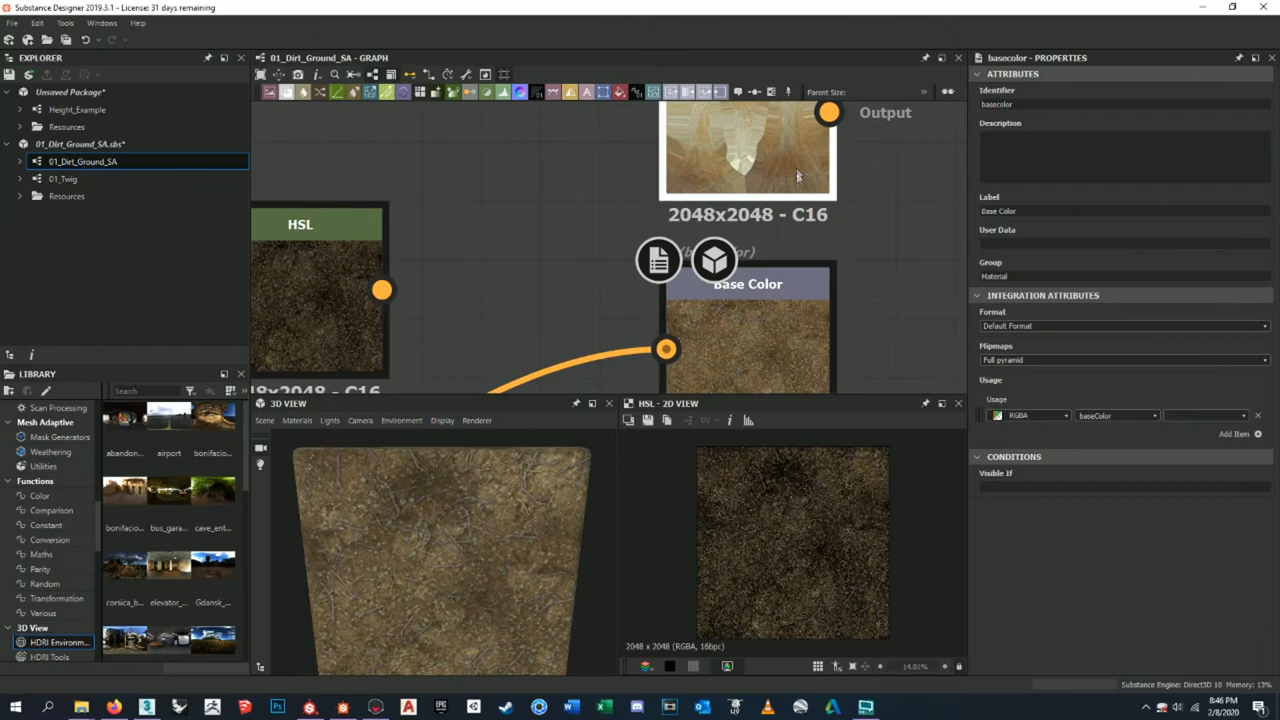 Substance Designer 2019.3.1 - License: 31 days remaining
File Edit Tools Windows Help
EXPLORER
Unsaved Package*
Height_Example
Resources
01_Dirt_Ground_SA.sbs*
01_Dirt_Ground_SA
01_Twig
Resources
LIBRARY
Search
Scan Processing
Mesh Adaptive
Mask Generators
Weathering
Utilities
Functions
Color
Comparison
Constant
Conversion
Maths
Parity
Random
Transformation
Various
3D View
HDRI Environm...
HDRI Tools
abandon... airport bonifacio...
bonifacio... bus_gara... cave_ent...
corsica_b... elevator_... Gdansk_...
01_Dirt_Ground_SA - GRAPH
Parent Size:
Output
2048x2048 - C16
HSL
Base Color
3D VIEW
Scene Materials Lights Camera Environment Display Renderer
HSL - 2D VIEW
UV
2048 x 2048 (RGBA, 16bpc)
14.01%
basecolor - PROPERTIES
ATTRIBUTES
Identifier
basecolor
Description
Label
Base Color
User Data
Group
Material
INTEGRATION ATTRIBUTES
Format
Default Format
Mipmaps
Full pyramid
Usage
Usage
RGBA baseColor
Add Item
CONDITIONS
Visible If
Substance Engine: Direct3D 10 Memory: 13%
8:46 PM
2/8/2020